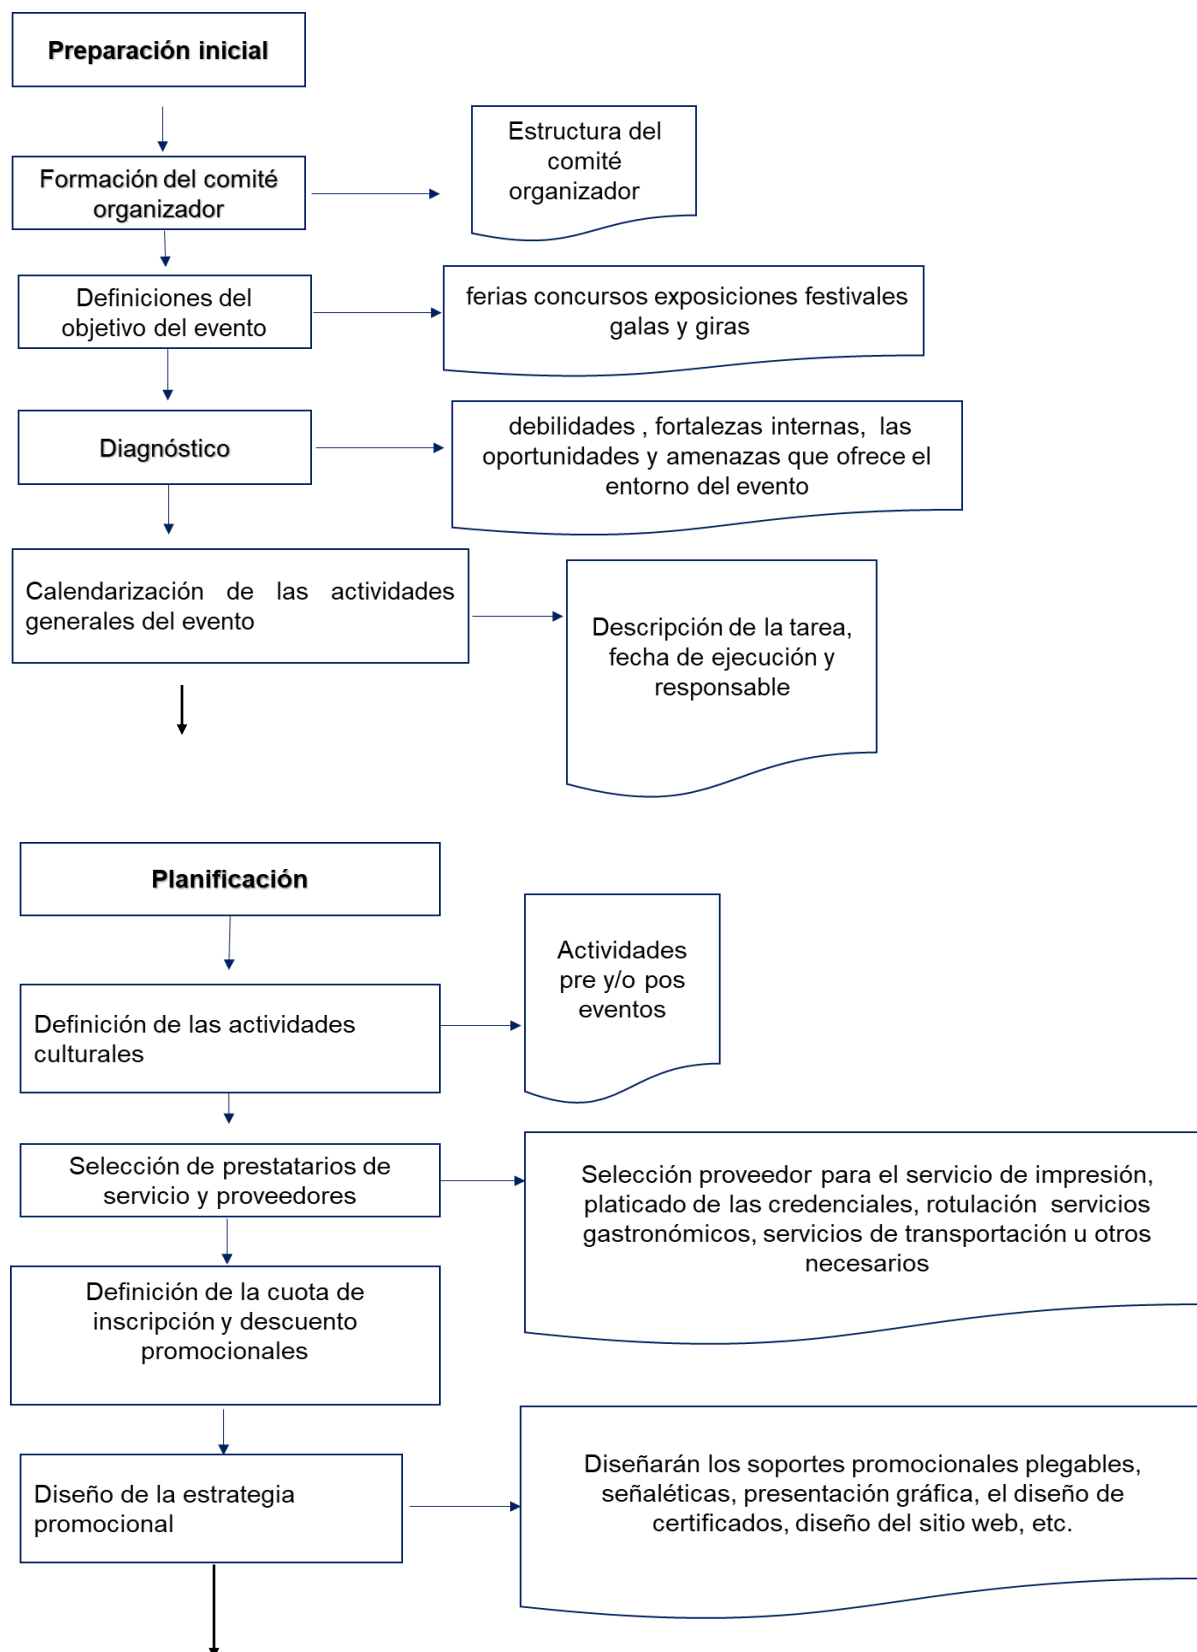 Preparación inicial
Formación del comité
organizador
Estructura del
comité
organizador
Definiciones del
objetivo del evento
ferias concursos exposiciones festivales
galas y giras
Diagnóstico
debilidades , fortalezas internas, las
oportunidades y amenazas que ofrece el
entorno del evento
Calendarización de las actividades
generales del evento
Descripción de la tarea,
fecha de ejecución y
responsable
Planificación
Actividades
pre y/o pos
eventos
Definición de las actividades
culturales
Selección de prestatarios de
servicio y proveedores
Selección proveedor para el servicio de impresión,
platicado de las credenciales, rotulación servicios
gastronómicos, servicios de transportación u otros
necesarios
Definición de la cuota de
inscripción y descuento
promocionales
Diseño de la estrategia
promocional
Diseñarán los soportes promocionales plegables,
señaléticas, presentación gráfica, el diseño de
certificados, diseño del sitio web, etc.